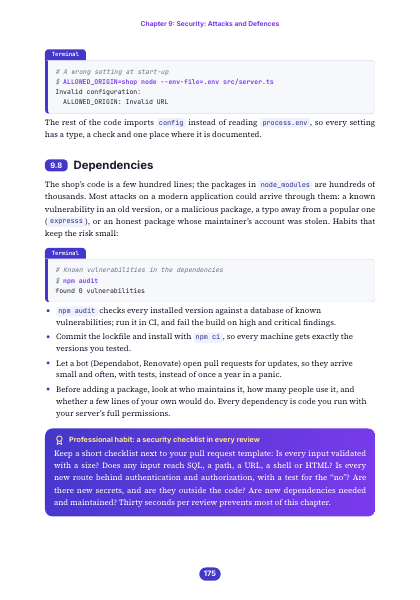 Chapter 9: Security: Attacks and Defences
Terminal
# A wrong setting at start-up
$ ALLOWED_ORIGIN=shop node --env-file=.env src/server.ts
Invalid configuration:
ALLOWED_ORIGIN: Invalid URL
The rest of the code imports config instead of reading process.env, so every setting
has a type, a check and one place where it is documented.
9.8 Dependencies
The shop's code is a few hundred lines; the packages in node_modules are hundreds of
thousands. Most attacks on a modern application could arrive through them: a known
vulnerability in an old version, or a malicious package, a typo away from a popular one
(expresss), or an honest package whose maintainer's account was stolen. Habits that
keep the risk small:
Terminal
# Known vulnerabilities in the dependencies
$ npm audit
found 0 vulnerabilities
• npm audit checks every installed version against a database of known
vulnerabilities; run it in CI, and fail the build on high and critical findings.
• Commit the lockfile and install with npm ci, so every machine gets exactly the
versions you tested.
• Let a bot (Dependabot, Renovate) open pull requests for updates, so they arrive
small and often, with tests, instead of once a year in a panic.
• Before adding a package, look at who maintains it, how many people use it, and
whether a few lines of your own would do. Every dependency is code you run with
your server's full permissions.
Professional habit: a security checklist in every review
Keep a short checklist next to your pull request template: Is every input validated
with a size? Does any input reach SQL, a path, a URL, a shell or HTML? Is every
new route behind authentication and authorization, with a test for the “no”? Are
there new secrets, and are they outside the code? Are new dependencies needed
and maintained? Thirty seconds per review prevents most of this chapter.
175